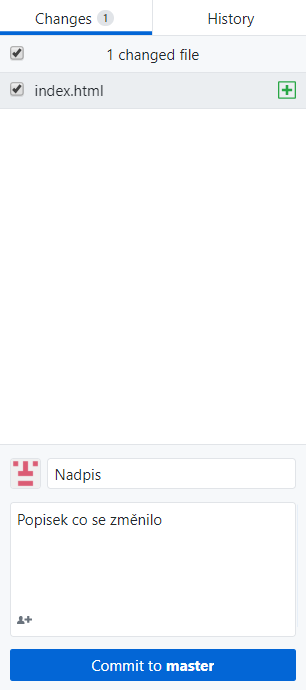 Changes 1 History
1 changed file
index.html
Nadpis
Popisek co se změnilo
Commit to master